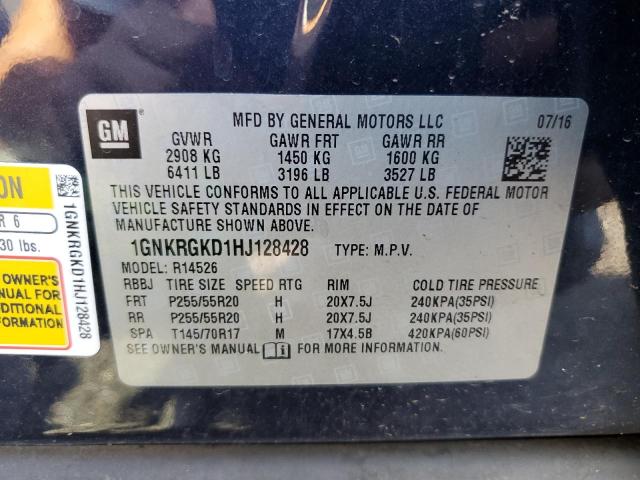 GM
MFD BY GENERAL MOTORS LLC 07/16
GVWR GAWR FRT GAWR RR
2908 KG 1450 KG 1600 KG
6411 LB 3196 LB 3527 LB
THIS VEHICLE CONFORMS TO ALL APPLICABLE U.S. FEDERAL MOTOR
VEHICLE SAFETY STANDARDS IN EFFECT ON THE DATE OF
MANUFACTURE SHOWN ABOVE.
1GNKRGKD1HJ128428 TYPE: M.P.V.
MODEL: R14526
RBBJ TIRE SIZE SPEED RTG RIM COLD TIRE PRESSURE
FRT P255/55R20 H 20X7.5J 240KPA(35PSI)
RR P255/55R20 H 20X7.5J 240KPA(35PSI)
SPA T145/70R17 M 17X4.5B 420KPA(60PSI)
SEE OWNER'S MANUAL FOR MORE INFORMATION.
ON
R 6
30 lbs.
OWNER'S
NUAL FOR
DDITIONAL
ORMATION
1GNKRGKD1HJ128428